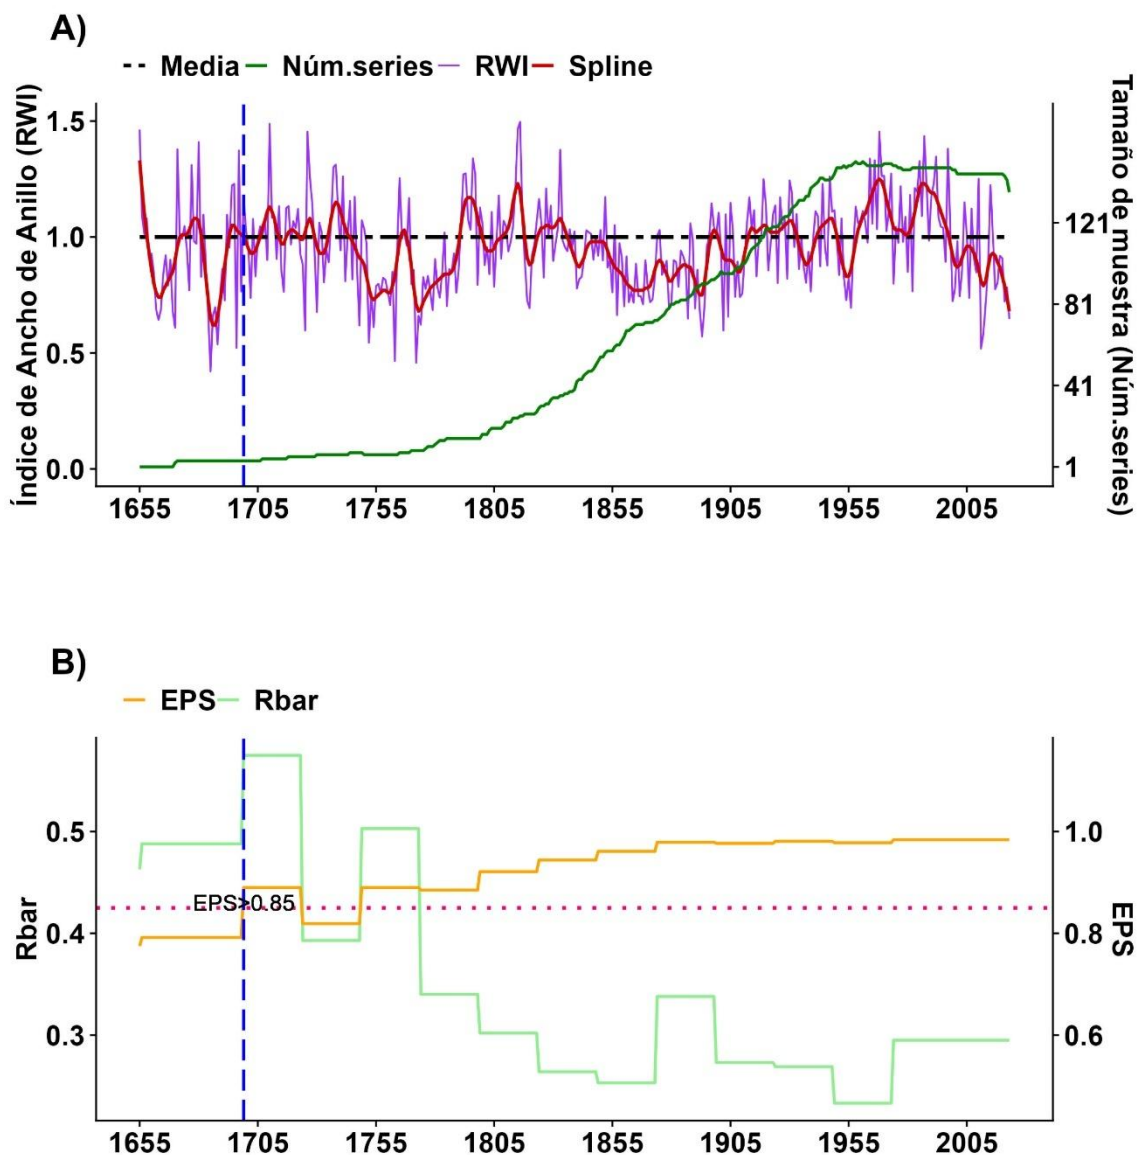 A)
Media Núm.series RWI Spline
Índice de Ancho de Anillo (RWI)
1.5
1.0
0.5
0.0
121
81
41
1
Tamaño de muestra (Núm.series)
1655 1705 1755 1805 1855 1905 1955 2005
B)
EPS Rbar
Rbar
0.5
0.4
0.3
EPS>0.85
1.0
0.8
0.6
EPS
1655 1705 1755 1805 1855 1905 1955 2005